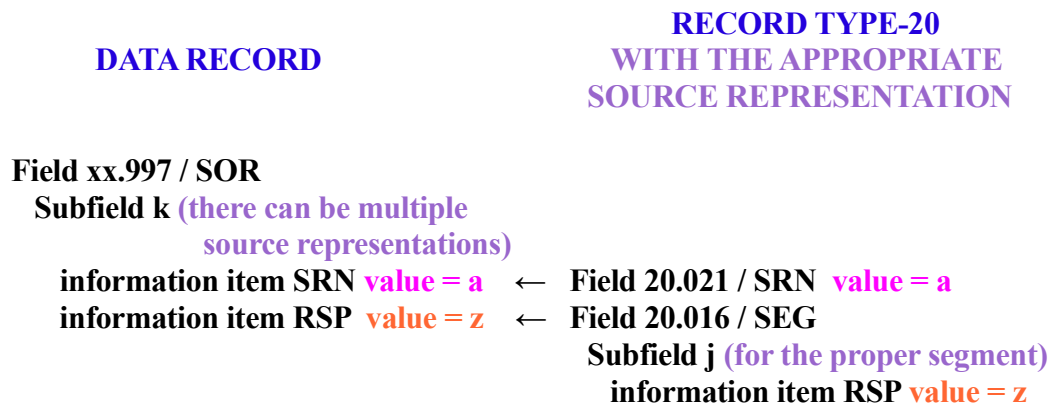 RECORD TYPE-20
DATA RECORD WITH THE APPROPRIATE
SOURCE REPRESENTATION
Field xx.997 / SOR
Subfield k (there can be multiple
source representations)
information item SRN value = a ← Field 20.021 / SRN value = a
information item RSP value = z ← Field 20.016 / SEG
Subfield j (for the proper segment)
information item RSP value = z